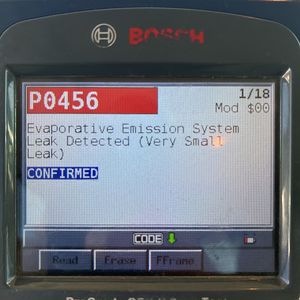 BOSCH
P0456
1/18
Mod $00
Evaporative Emission System
Leak Detected (Very Small
Leak)
CONFIRMED
CODE
Read Erase FFrame